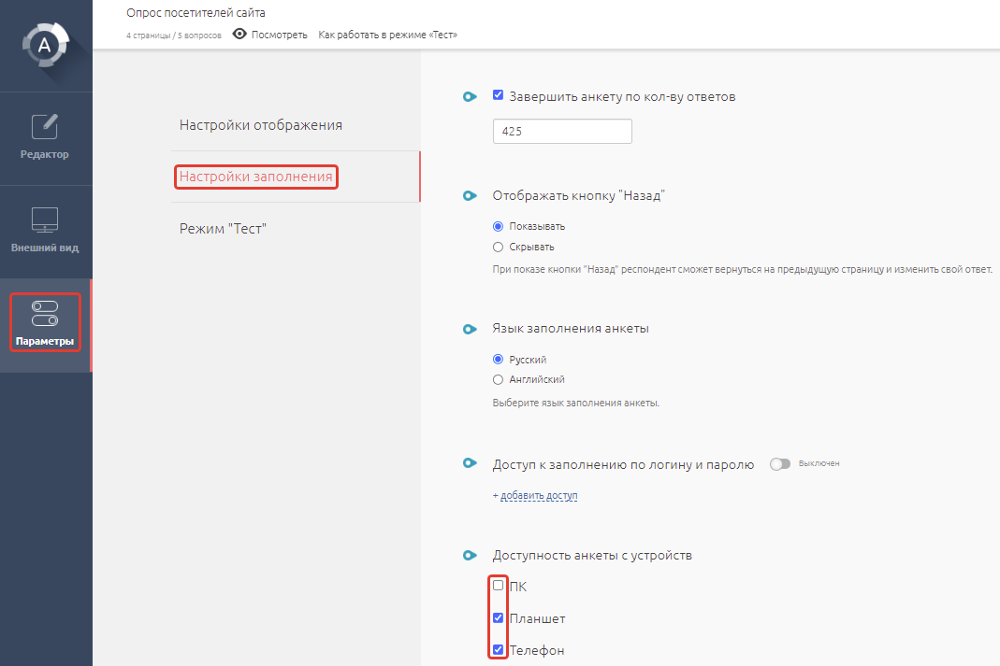 Опрос посетителей сайта
4 страницы / 5 вопросов Посмотреть Как работать в режиме «Тест»
А
Редактор
Внешний вид
Параметры
Настройки отображения
Настройки заполнения
Режим "Тест"
Завершить анкету по кол-ву ответов
425
Отображать кнопку "Назад"
Показывать
Скрывать
При показе кнопки "Назад" респондент сможет вернуться на предыдущую страницу и изменить свой ответ.
Язык заполнения анкеты
Русский
Английский
Выберите язык заполнения анкеты.
Доступ к заполнению по логину и паролю Выключен
+ добавить доступ
Доступность анкеты с устройств
ПК
Планшет
Телефон